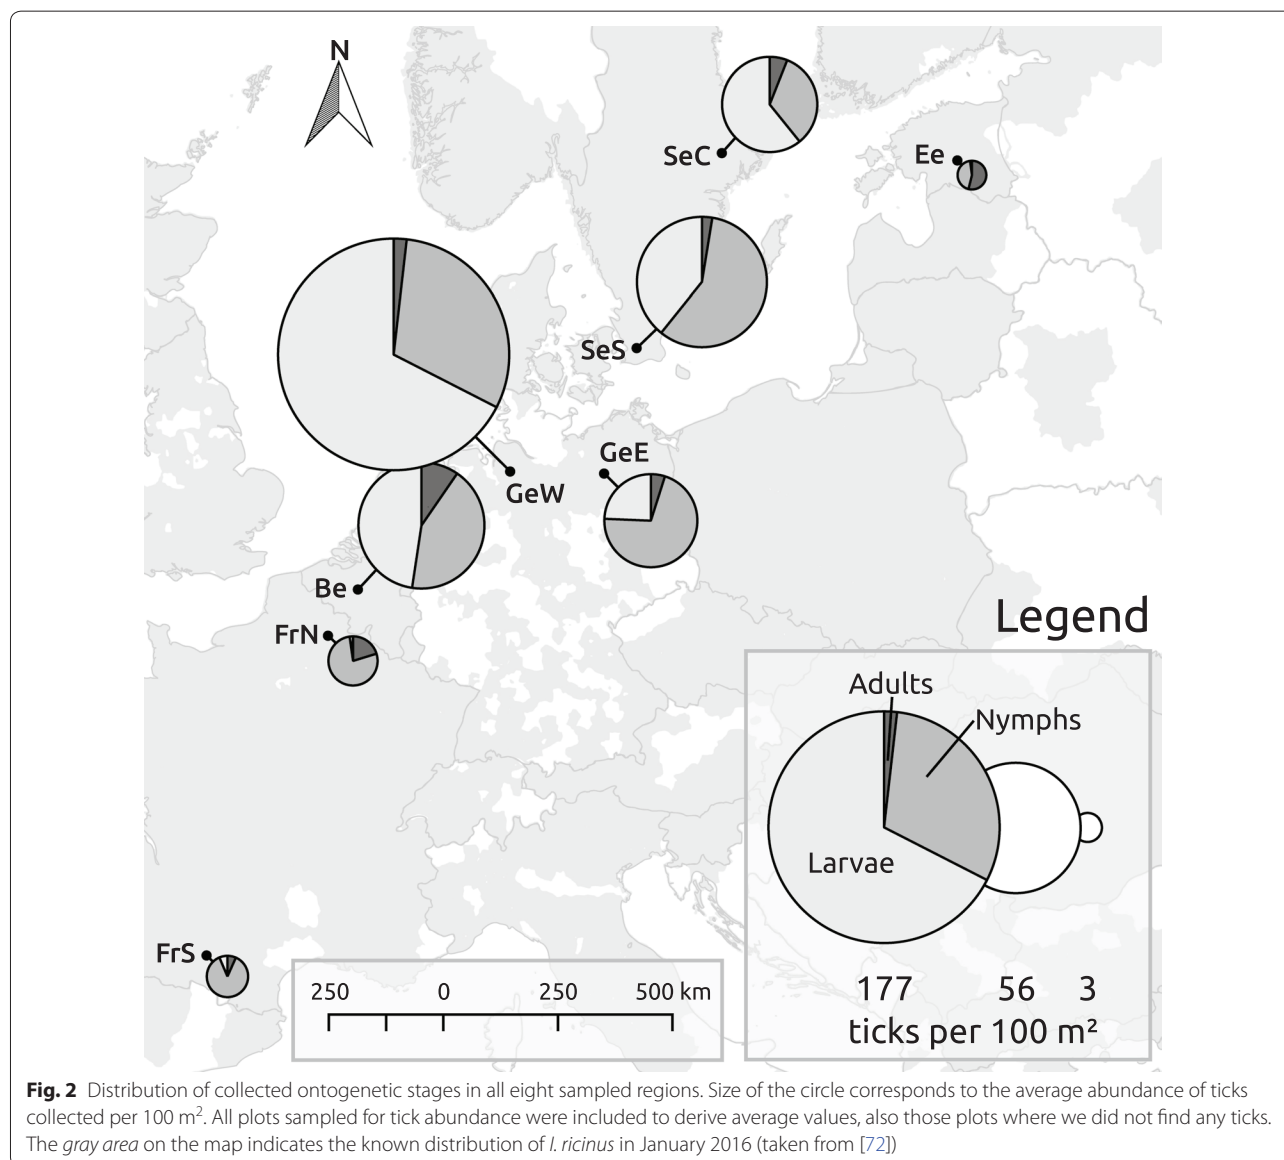 N
SeC
Ee
SeS
GeE
GeW
Be
FrN
Legend
Adults
Nymphs
Larvae
FrS
250 0 250 500 km
177 56 3
ticks per 100 m²
Fig. 2 Distribution of collected ontogenetic stages in all eight sampled regions. Size of the circle corresponds to the average abundance of ticks
collected per 100 m². All plots sampled for tick abundance were included to derive average values, also those plots where we did not find any ticks.
The gray area on the map indicates the known distribution of I. ricinus in January 2016 (taken from [72])